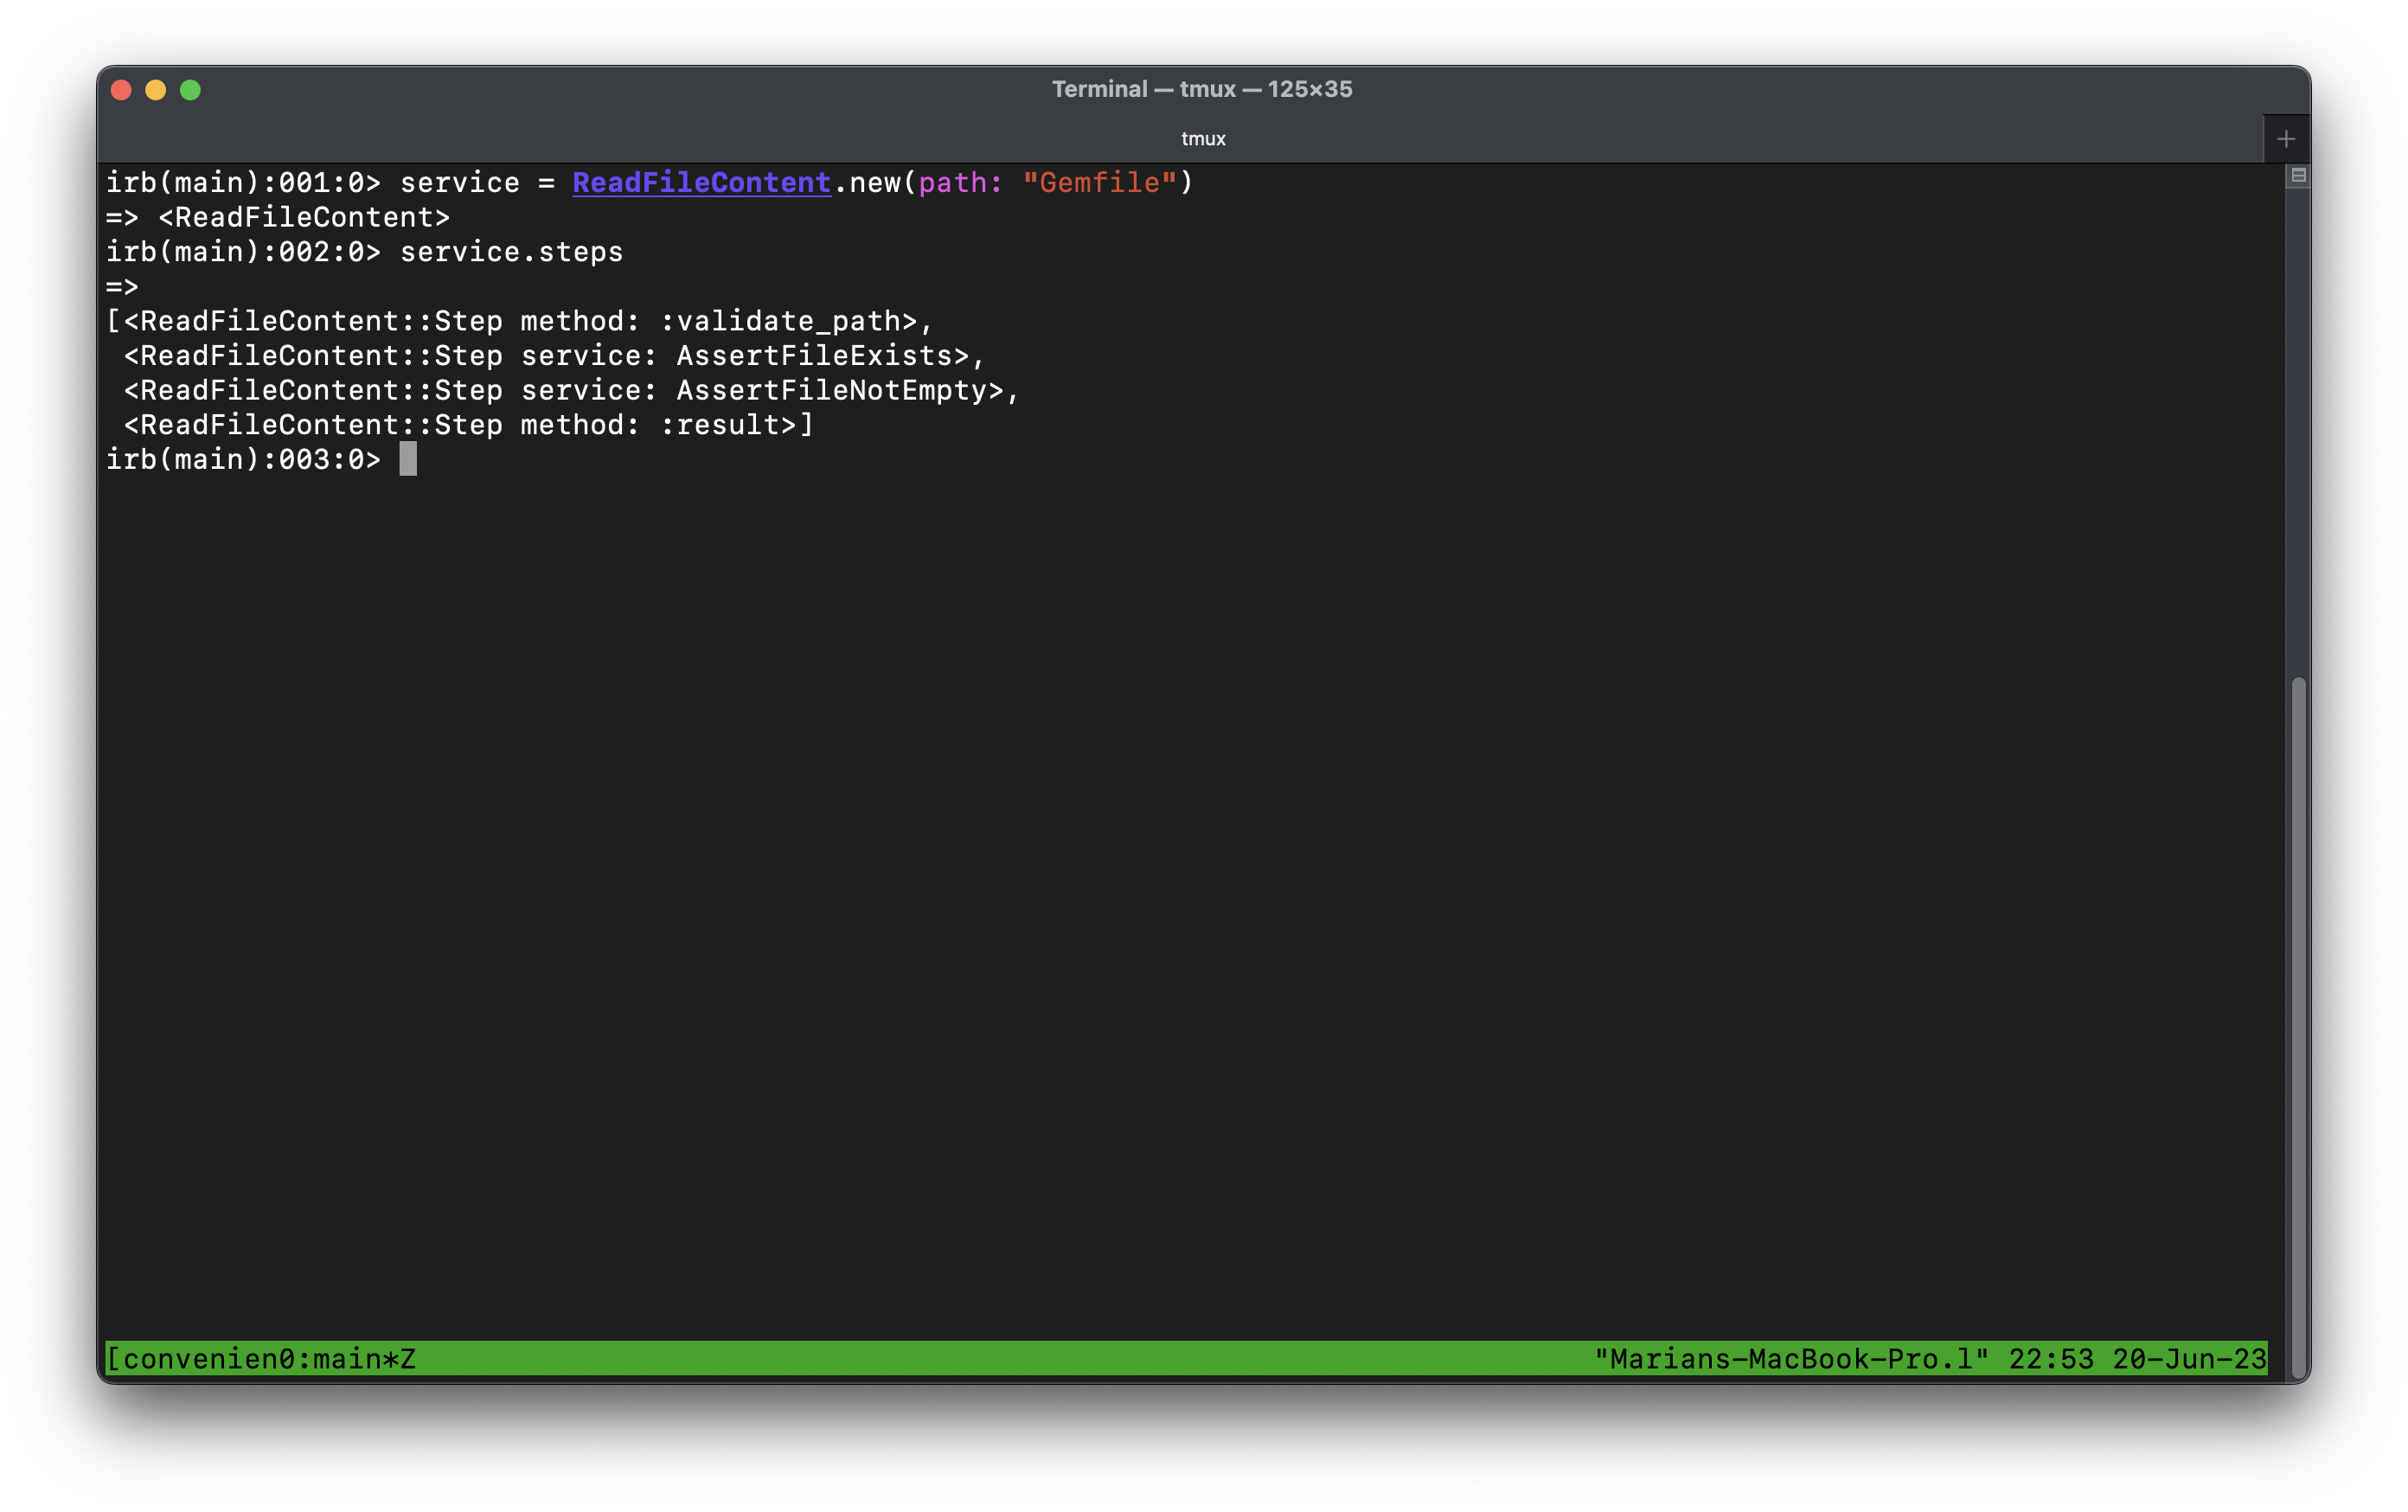 Terminal — tmux — 125×35
tmux
irb(main):001:0> service = ReadFileContent.new(path: "Gemfile")
=> <ReadFileContent>
irb(main):002:0> service.steps
=>
[<ReadFileContent::Step method: :validate_path>,
 <ReadFileContent::Step service: AssertFileExists>,
 <ReadFileContent::Step service: AssertFileNotEmpty>,
 <ReadFileContent::Step method: :result>]
irb(main):003:0>
[convenien0:main*Z "Marians-MacBook-Pro.l" 22:53 20-Jun-23